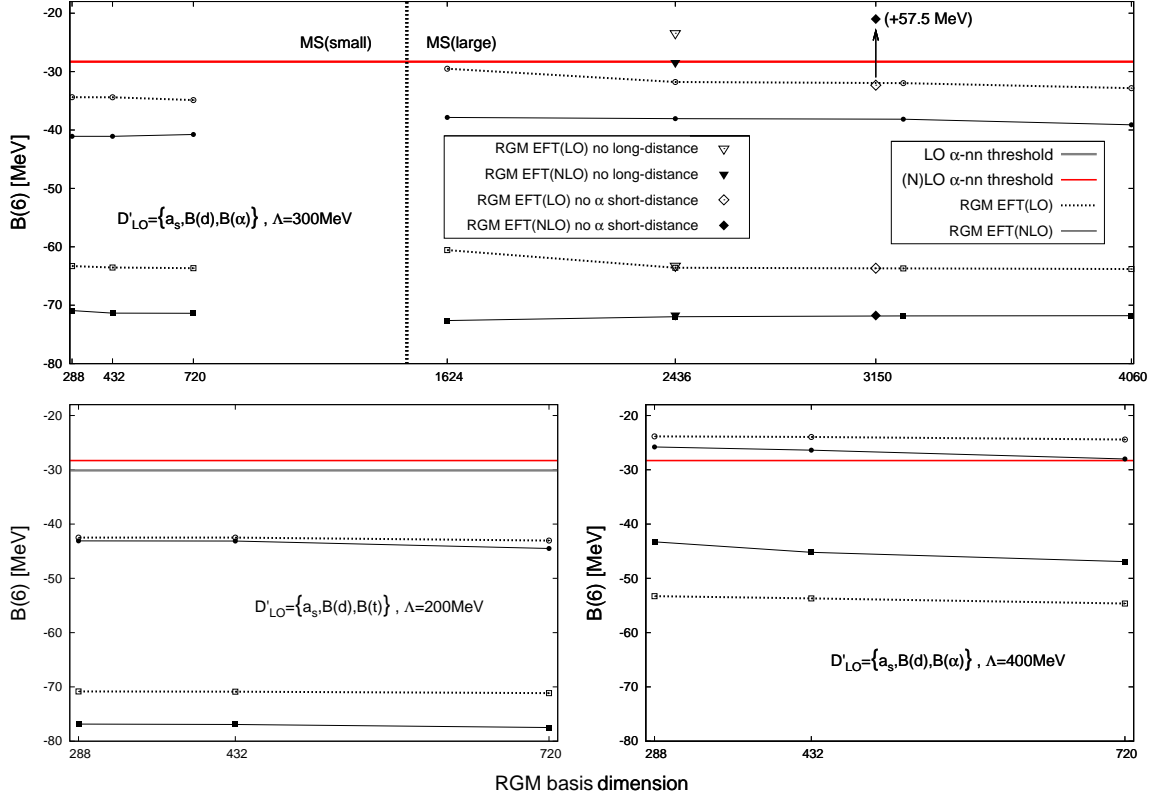 -20
-30
-40
-50
-60
-70
-80
B(6) [MeV]
MS(small)
MS(large)
(+57.5 MeV)
RGM EFT(LO) no long-distance
RGM EFT(NLO) no long-distance
RGM EFT(LO) no α short-distance
RGM EFT(NLO) no α short-distance
LO α-nn threshold
(N)LO α-nn threshold
RGM EFT(LO)
RGM EFT(NLO)
D'LO={as,B(d),B(α)} , Λ=300MeV
288
432
720
1624
2436
3150
4060
-20
-30
-40
-50
-60
-70
-80
B(6) [MeV]
D'LO={as,B(d),B(t)} , Λ=200MeV
288
432
720
-20
-30
-40
-50
-60
-70
-80
B(6) [MeV]
D'LO={as,B(d),B(α)} , Λ=400MeV
288
432
720
RGM basis dimension